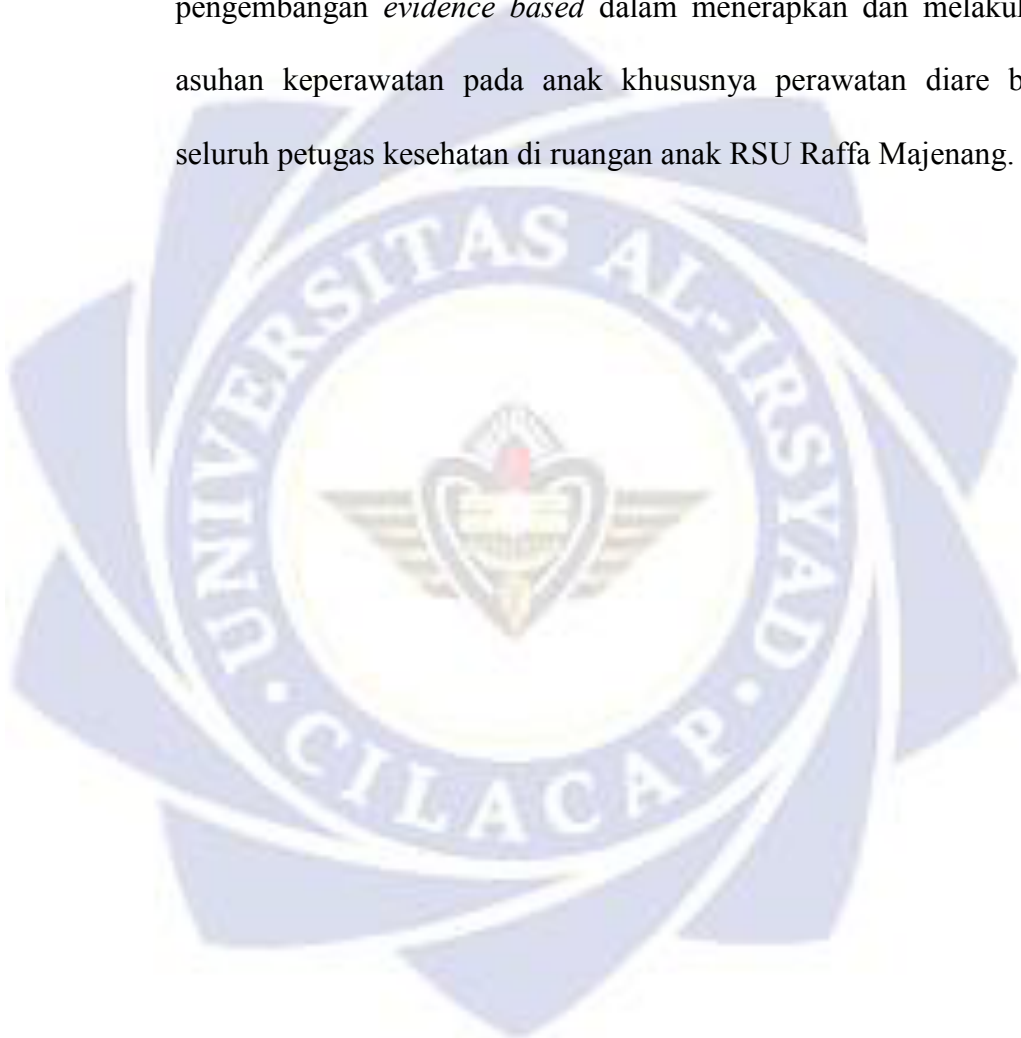 pengembangan evidence based dalam menerapkan dan melakuk
asuhan keperawatan pada anak khususnya perawatan diare b
seluruh petugas kesehatan di ruangan anak RSU Raffa Majenang.
UNIVERSITAS AL-IRSYAD
CILACAP